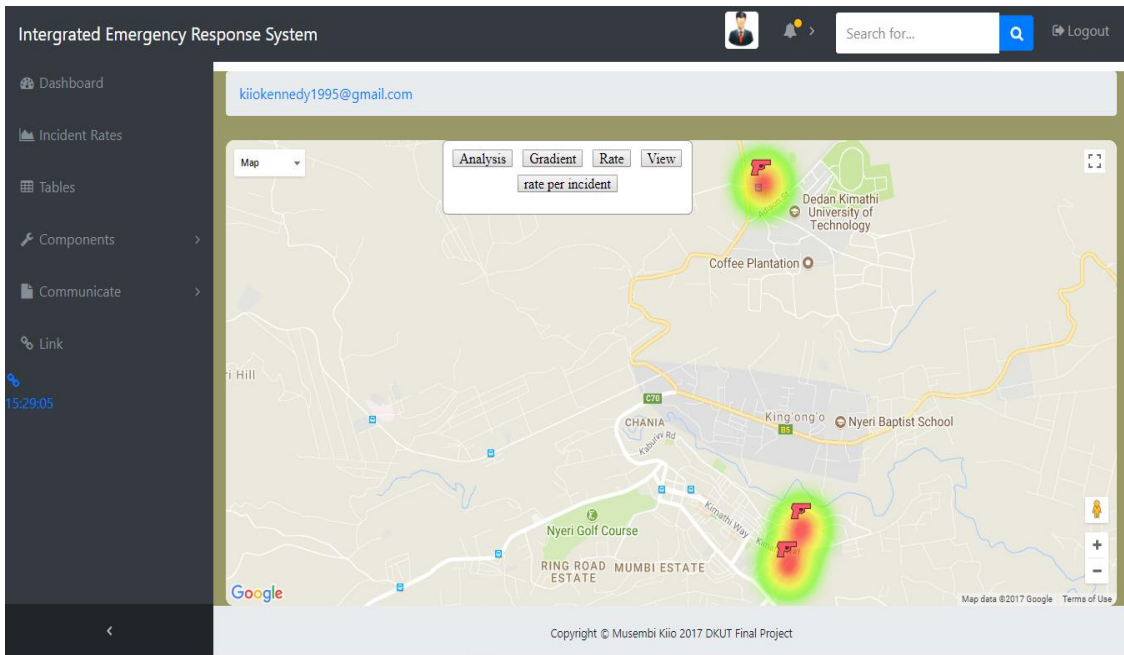 Intergrated Emergency Response System
Search for...
Logout
Dashboard
Incident Rates
Tables
Components
Communicate
Link
15:29:05
kiiokennedy1995@gmail.com
Map
Analysis Gradient Rate View
rate per incident
Dedan Kimathi
University of
Technology
Coffee Plantation
ri Hill
C70
CHANIA
Kabiru Rd
King'ong'o
B5
Nyeri Baptist School
Kimathi Way
Nyeri Golf Course
RING ROAD
ESTATE
MUMBI ESTATE
Google
Map data ©2017 Google Terms of Use
Copyright © Musembi Kiio 2017 DKUT Final Project